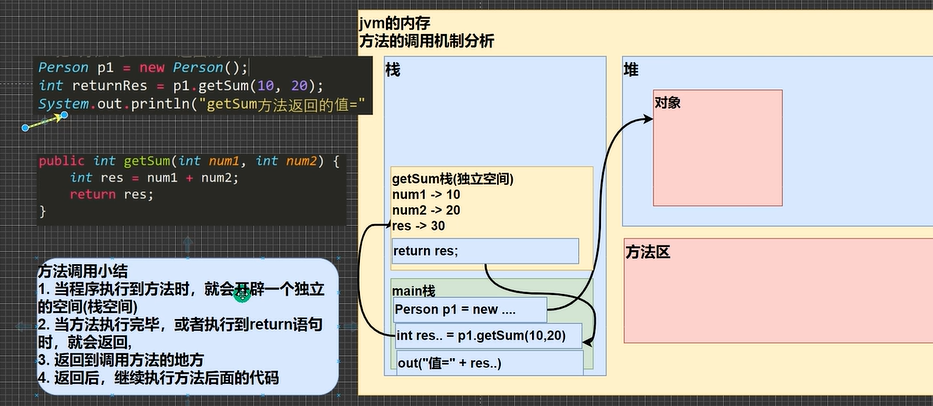 Person p1 = new Person();
int returnRes = p1.getSum(10, 20);
System.out.println("getSum方法返回的值="
public int getSum(int num1, int num2) {
int res = num1 + num2;
return res;
}
方法调用小结
1. 当程序执行到方法时，就会开辟一个独立
的空间(栈空间)
2. 当方法执行完毕，或者执行到return语句
时，就会返回,
3. 返回到调用方法的地方
4. 返回后，继续执行方法后面的代码
jvm的内存
方法的调用机制分析
栈
getSum栈(独立空间)
num1 -> 10
num2 -> 20
res -> 30
return res;
main栈
Person p1 = new ....
int res.. = p1.getSum(10,20)
out("值=" + res..)
堆
对象
方法区